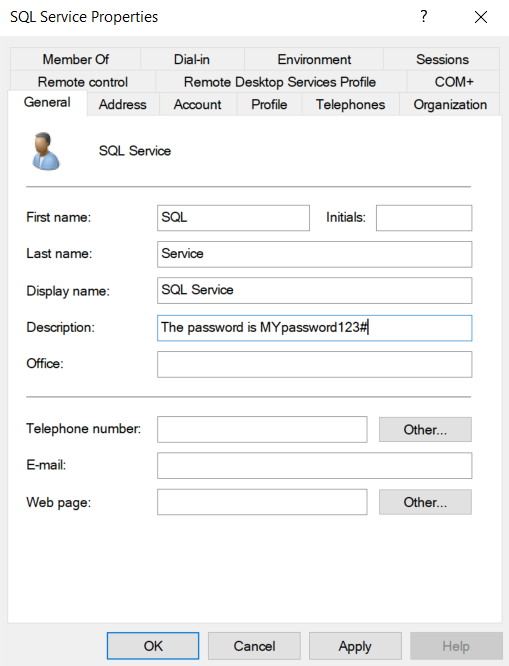 SQL Service Properties
?
Member Of Dial-in Environment Sessions
Remote control Remote Desktop Services Profile COM+
General Address Account Profile Telephones Organization
SQL Service
First name: SQL Initials:
Last name: Service
Display name: SQL Service
Description: The password is MYpassword123#
Office:
Telephone number: Other...
E-mail:
Web page: Other...
OK Cancel Apply Help